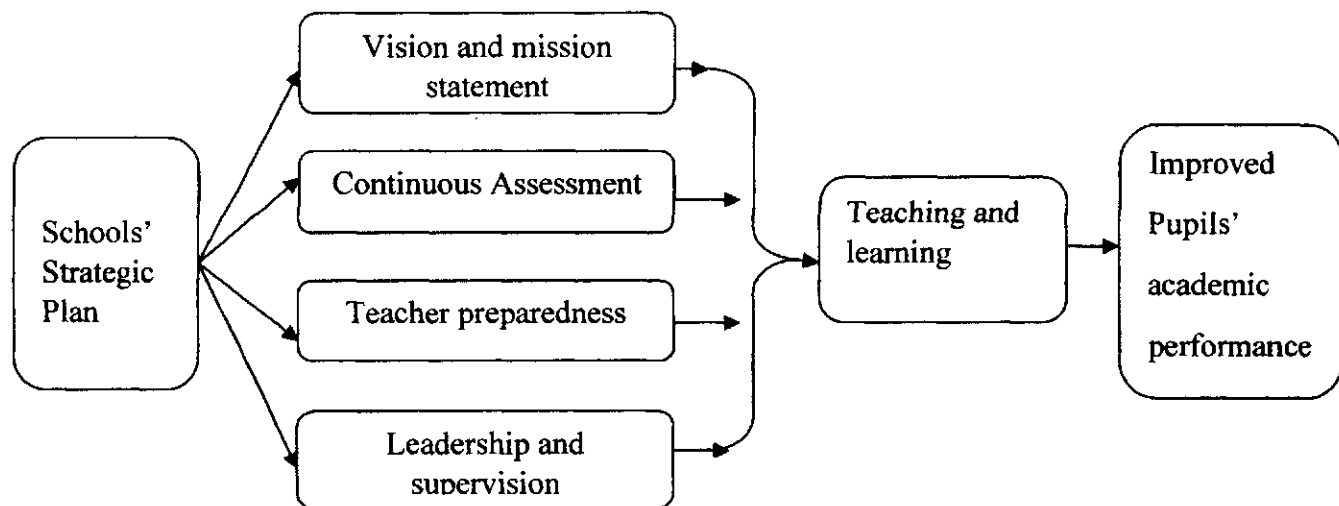 Schools'
Strategic
Plan
Vision and mission
statement
Continuous Assessment
Teacher preparedness
Leadership and
supervision
Teaching and
learning
Improved
Pupils'
academic
performance